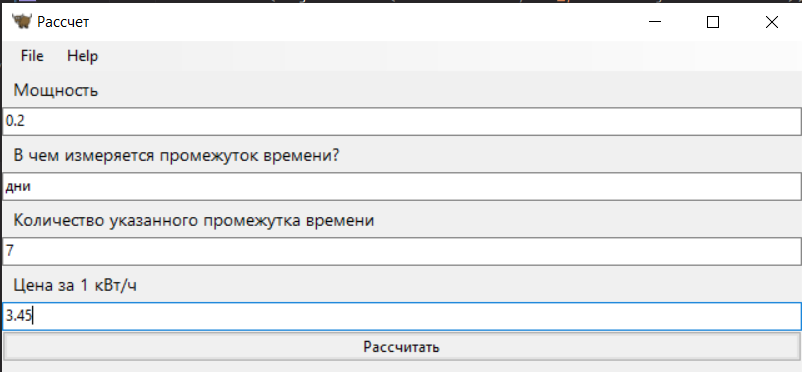 Рассчет
File Help
Мощность
0.2
В чем измеряется промежуток времени?
дни
Количество указанного промежутка времени
7
Цена за 1 кВт/ч
3.45
Рассчитать